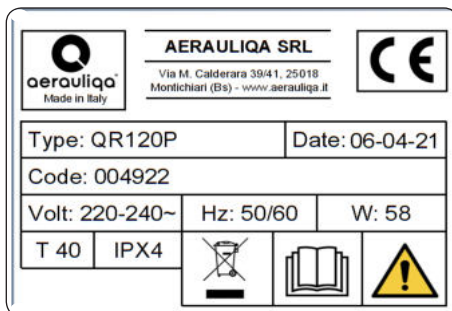 aerauliqa
Made in Italy
AERAULIQA SRL
Via M. Calderara 39/41, 25018
Montichiari (Bs) - www.aerauliqa.it
CE
Type: QR120P
Date: 06-04-21
Code: 004922
Volt: 220-240~
Hz: 50/60
W: 58
T 40
IPX4